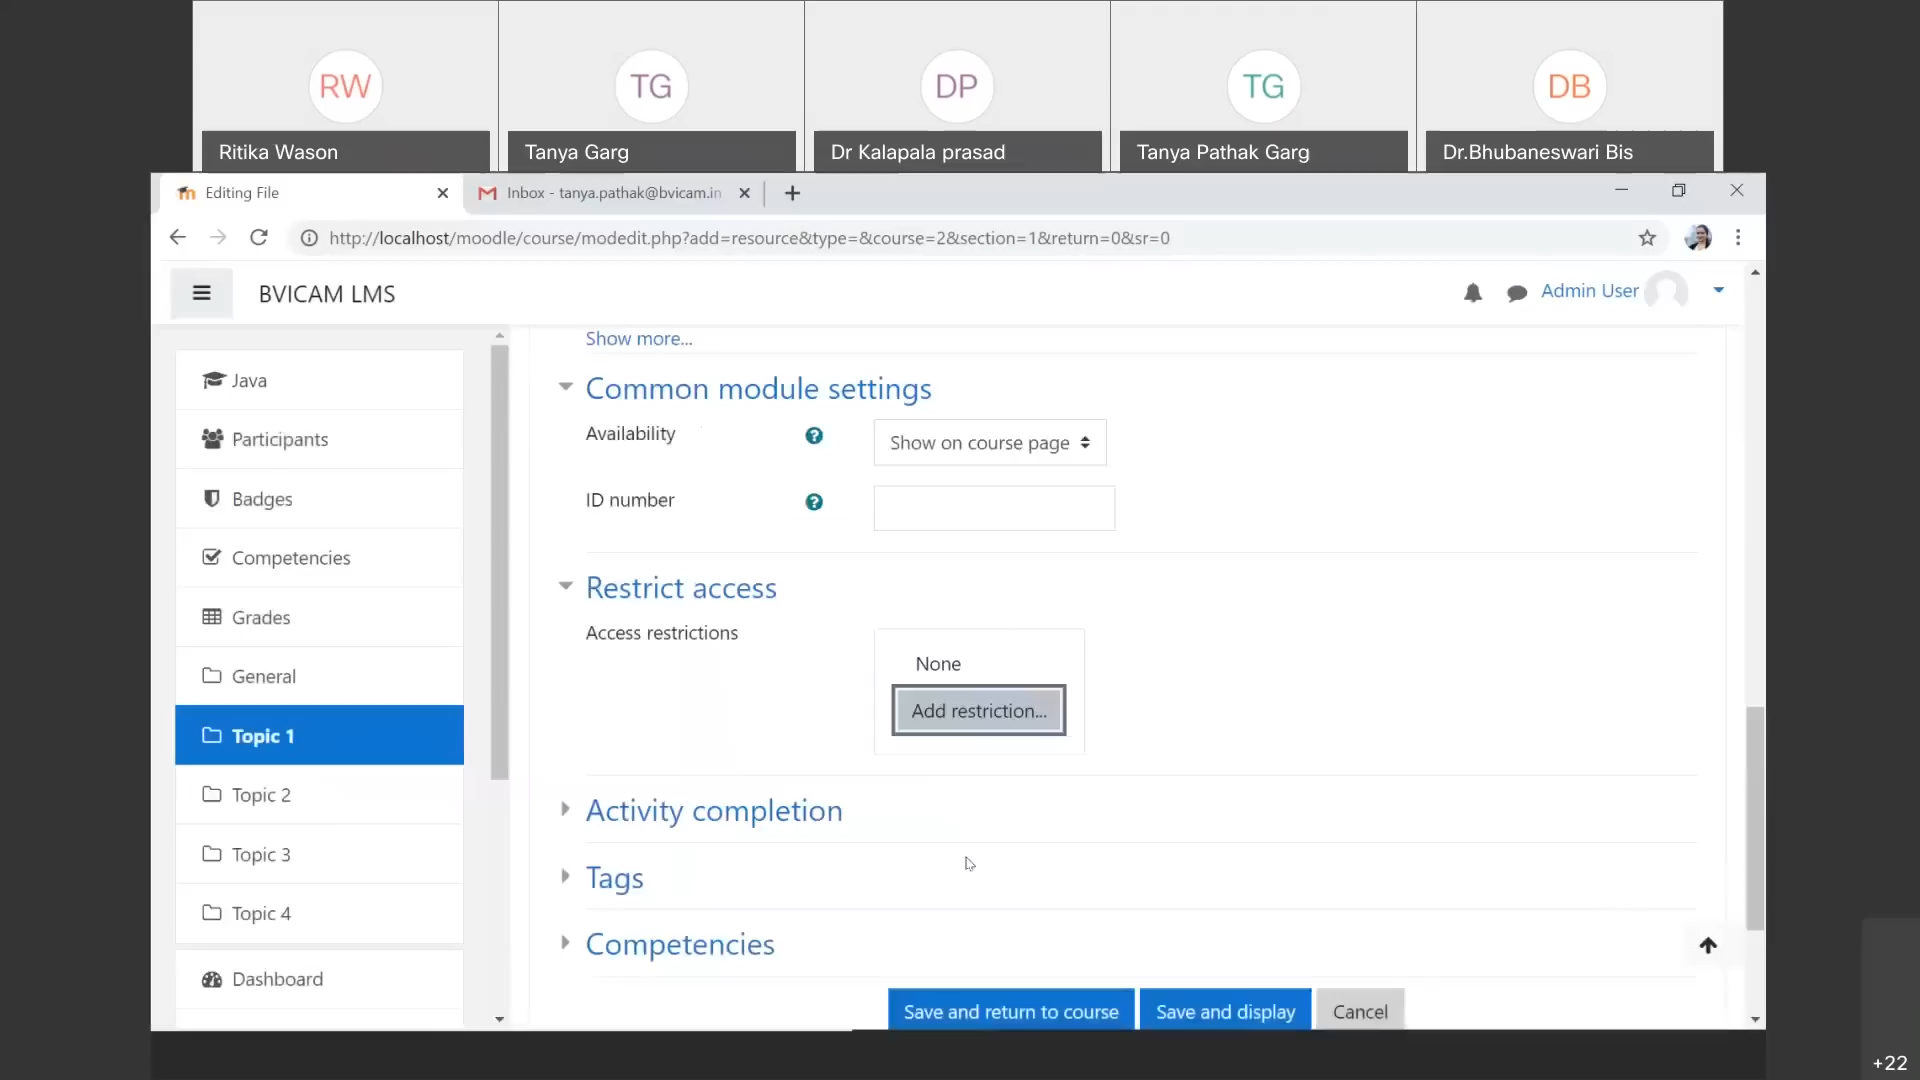 RW
TG
DP
TG
DB
Ritika Wason
Tanya Garg
Dr Kalapala prasad
Tanya Pathak Garg
Dr.Bhubaneswari Bis
Editing File
Inbox - tanya.pathak@bvicam.in
http://localhost/moodle/course/modedit.php?add=resource&type=&course=2&section=1&return=0&sr=0
BVICAM LMS
Admin User
Java
Participants
Badges
Competencies
Grades
General
Topic 1
Topic 2
Topic 3
Topic 4
Dashboard
Show more...
Common module settings
Availability
Show on course page
ID number
Restrict access
Access restrictions
None
Add restriction...
Activity completion
Tags
Competencies
Save and return to course
Save and display
Cancel
+22